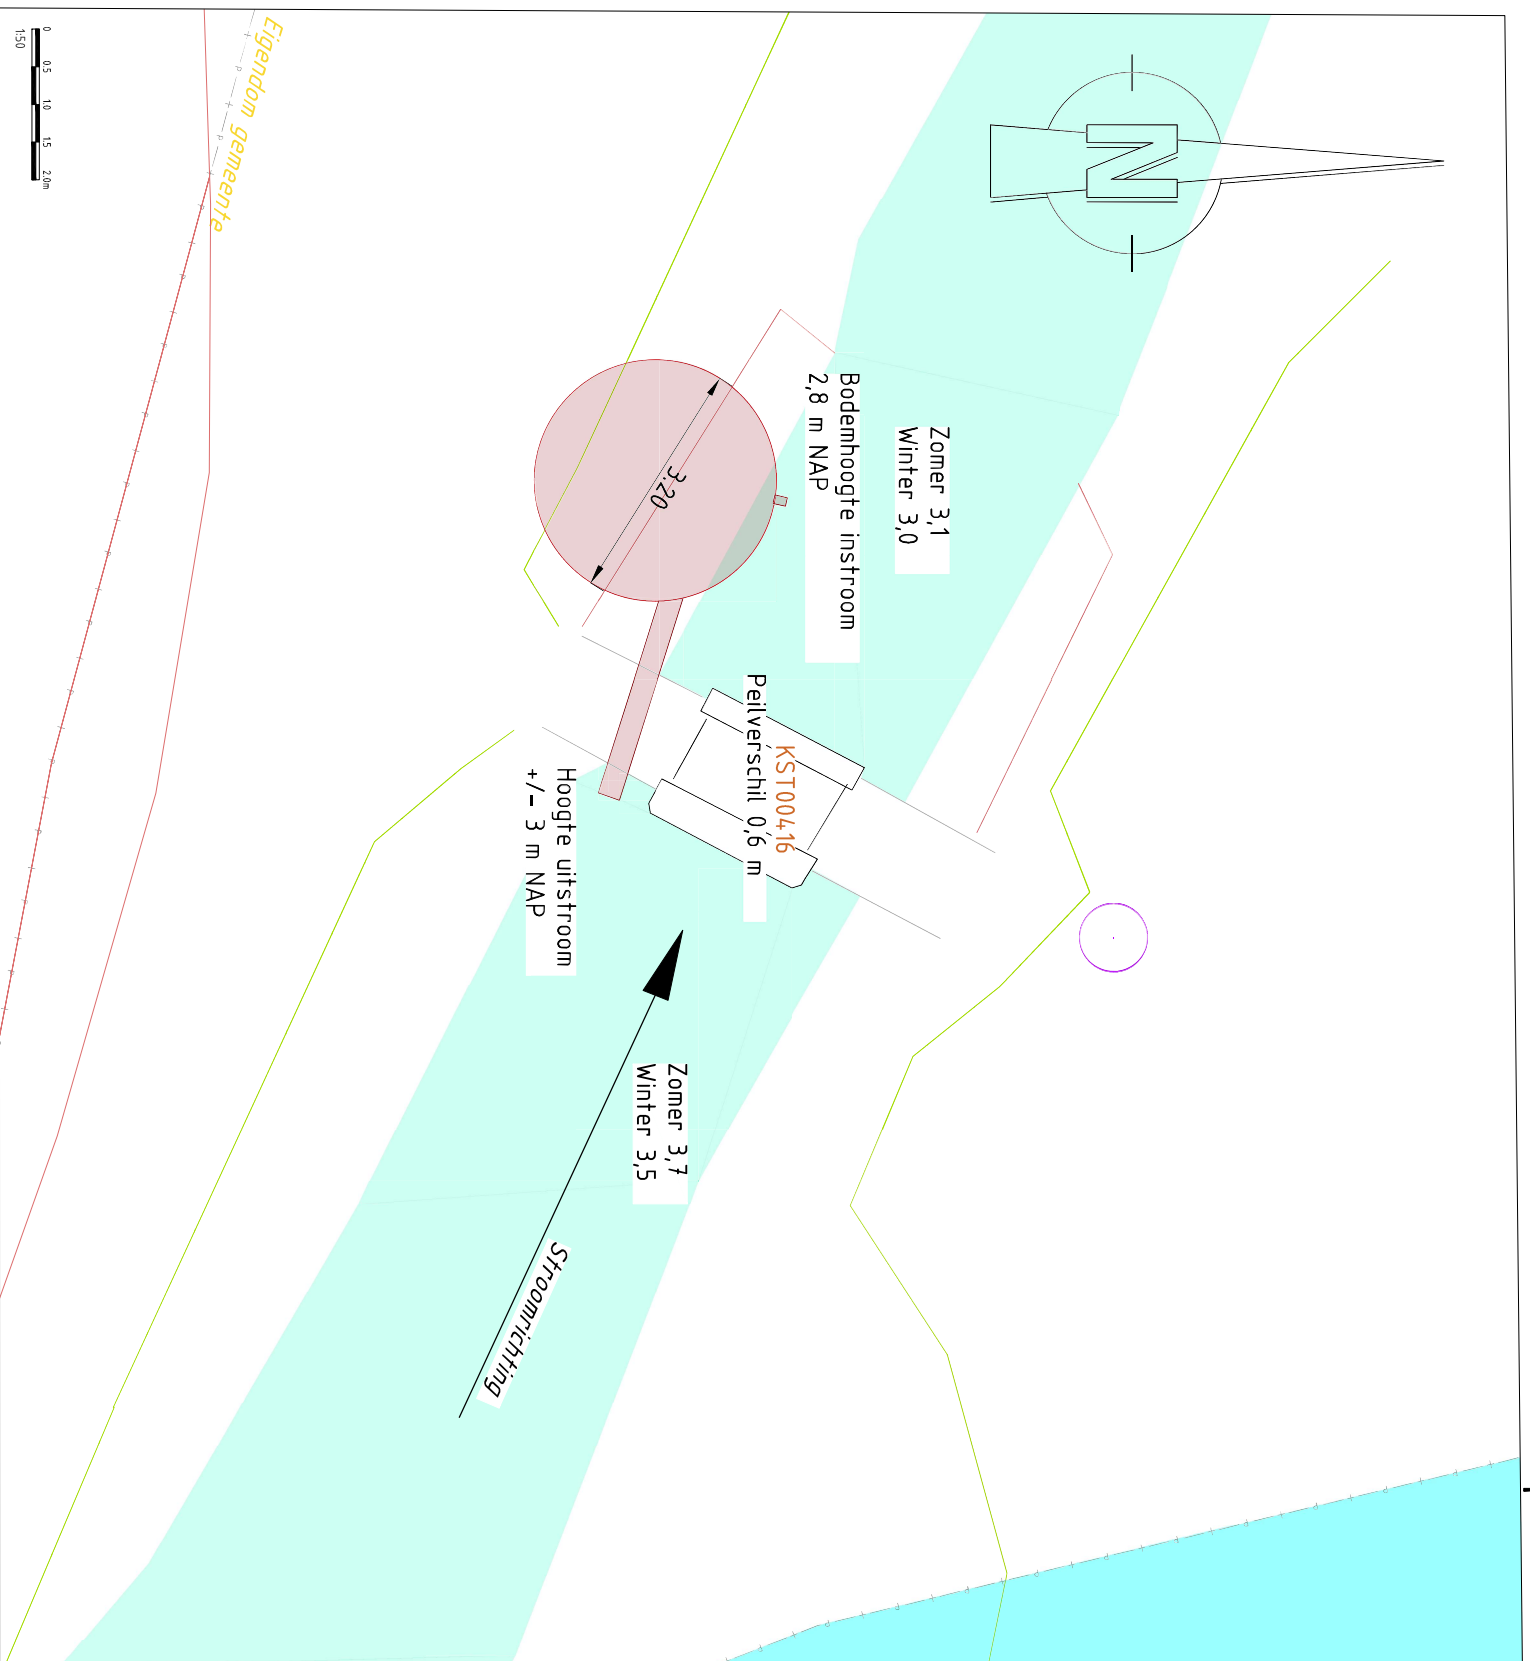 0 0.5 1.0 1.5 2.0m
1:50
Eigendom gemeente
N
Zomer 3,1
Winter 3,0
Bodemhoogte instroom
2,8 m NAP
3.20
KST00416
Peilverschil 0,6 m
Hoogte uitstroom
+/- 3 m NAP
Zomer 3,7
Winter 3,5
Stroomrichting